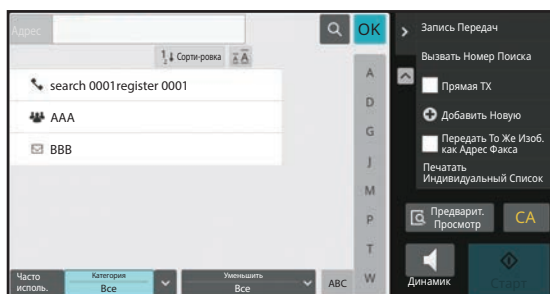 Адрес
OK
Сорти-ровка
search 0001register 0001
AAA
BBB
A
D
G
J
M
P
T
W
ABC
Часто
исполь.
Категория
Все
Уменьшить
Все
Запись Передач
Вызвать Номер Поиска
Прямая TX
Добавить Новую
Передать То Же Изоб.
как Адрес Факса
Печатать
Индивидуальный Список
Предварит.
Просмотр
CA
Динамик
Старт